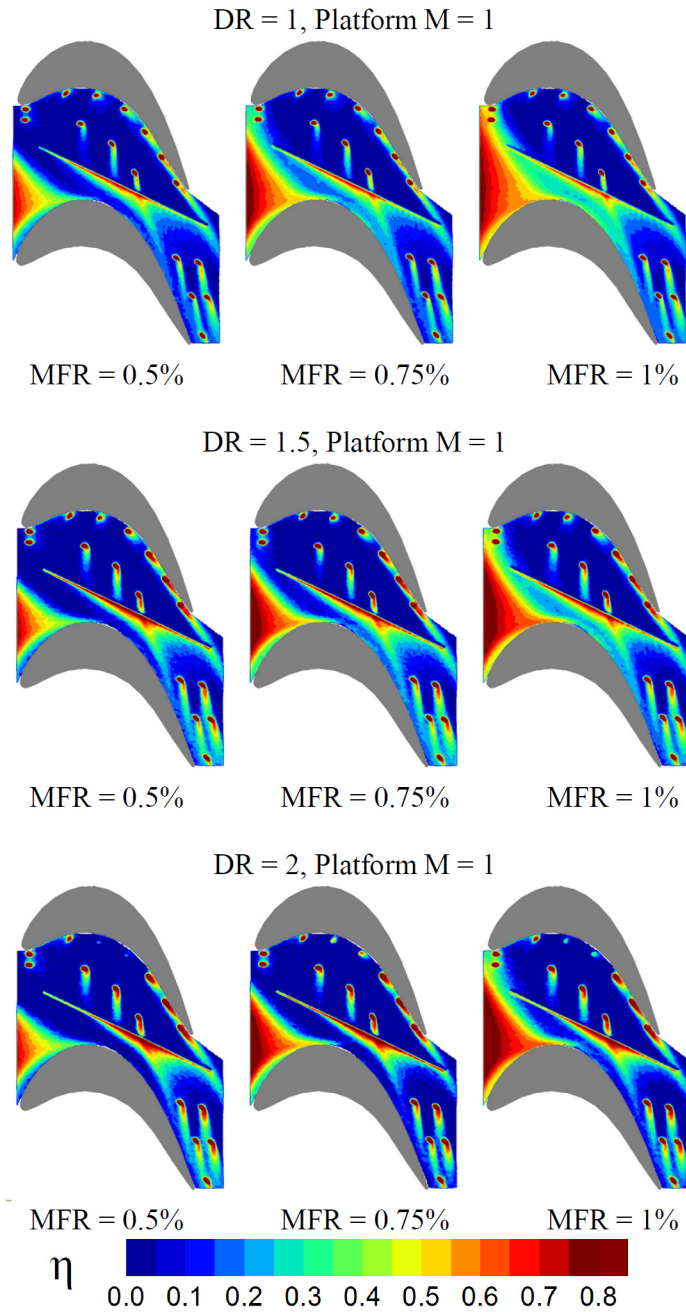 DR = 1, Platform M = 1
MFR = 0.5% MFR = 0.75% MFR = 1%
DR = 1.5, Platform M = 1
MFR = 0.5% MFR = 0.75% MFR = 1%
DR = 2, Platform M = 1
MFR = 0.5% MFR = 0.75% MFR = 1%
η
0.0 0.1 0.2 0.3 0.4 0.5 0.6 0.7 0.8